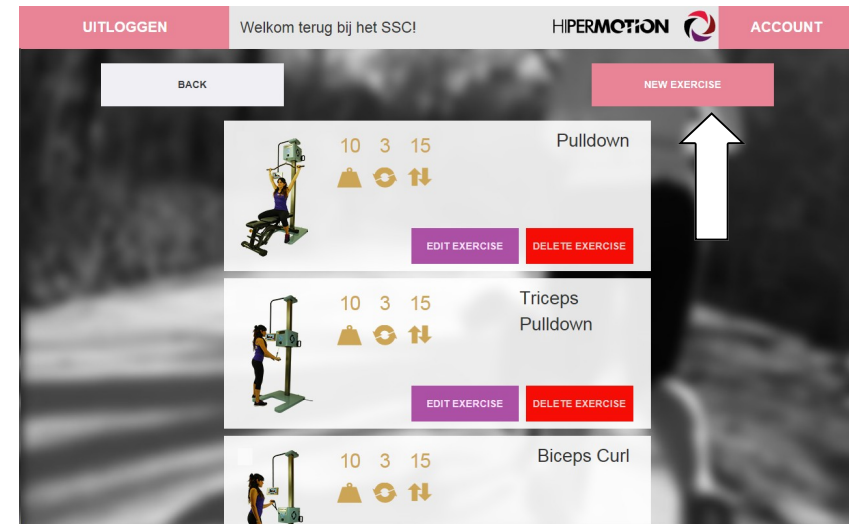 UITLOGGEN
Welkom terug bij het SSC!
HIPERMOTION
ACCOUNT
BACK
NEW EXERCISE
10 3 15
Pulldown
EDIT EXERCISE
DELETE EXERCISE
10 3 15
Triceps
Pulldown
EDIT EXERCISE
DELETE EXERCISE
10 3 15
Biceps Curl